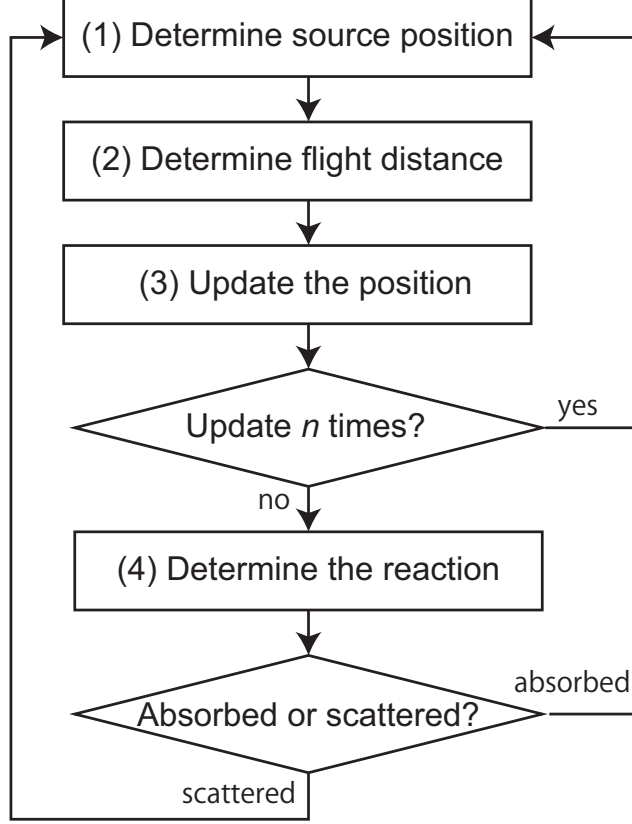 (1) Determine source position
(2) Determine flight distance
(3) Update the position
Update n times?
yes
no
(4) Determine the reaction
absorbed
Absorbed or scattered?
scattered